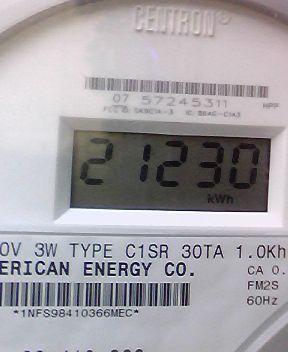 CENTRON®
07 57245311
HPP
21230
kWh
0V 3W TYPE C1SR 30TA 1.0Kh
ERICAN ENERGY CO.
CA 0.
FM2S
60Hz
*1NFS98410366MEC*